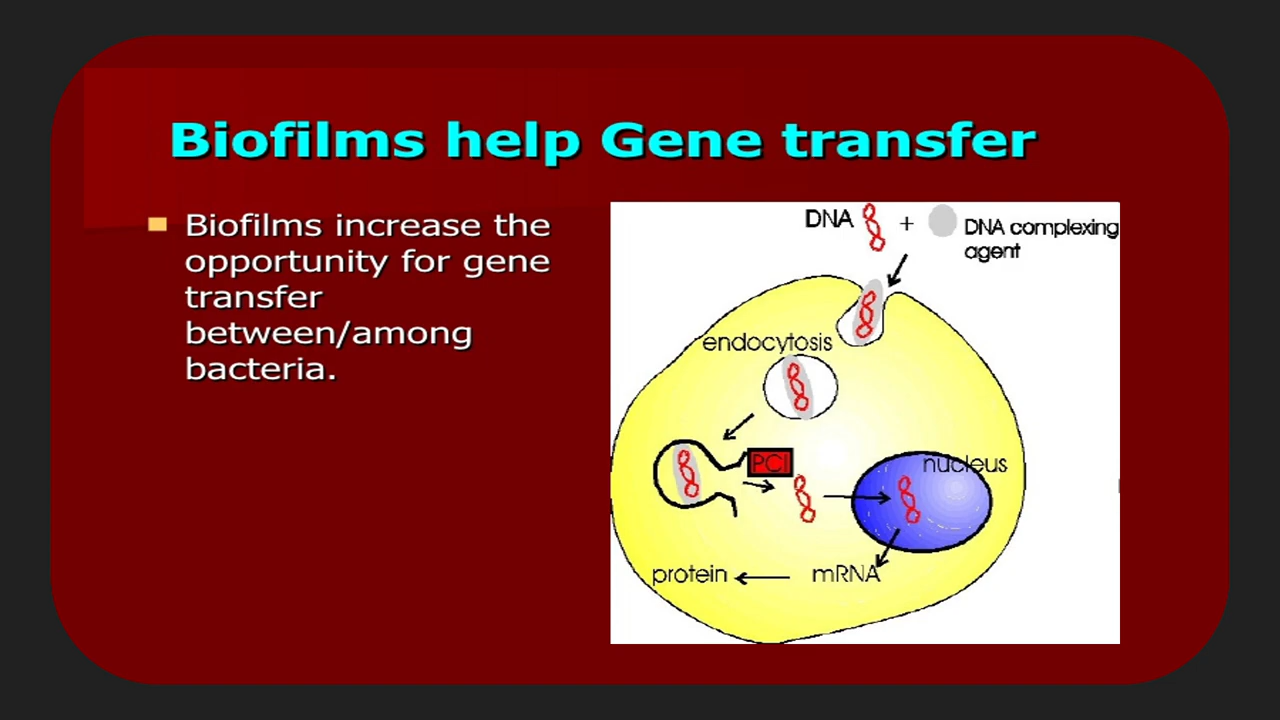 Biofilms help Gene transfer
Biofilms increase the
opportunity for gene
transfer
between/among
bacteria.
DNA + DNA complexing
agent
endocytosis
PCI
nucleus
protein mRNA